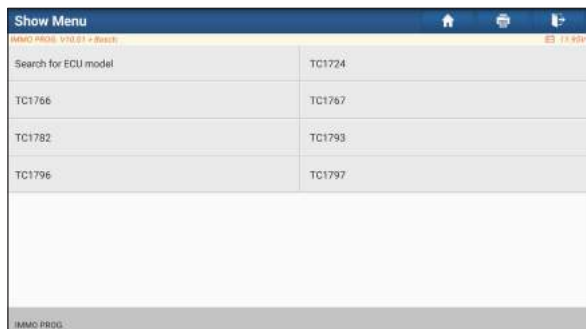 Show Menu
IMMO PROG. V10.01 > Bosch
Search for ECU model
TC1724
TC1766
TC1767
TC1782
TC1793
TC1796
TC1797
IMMO PROG.